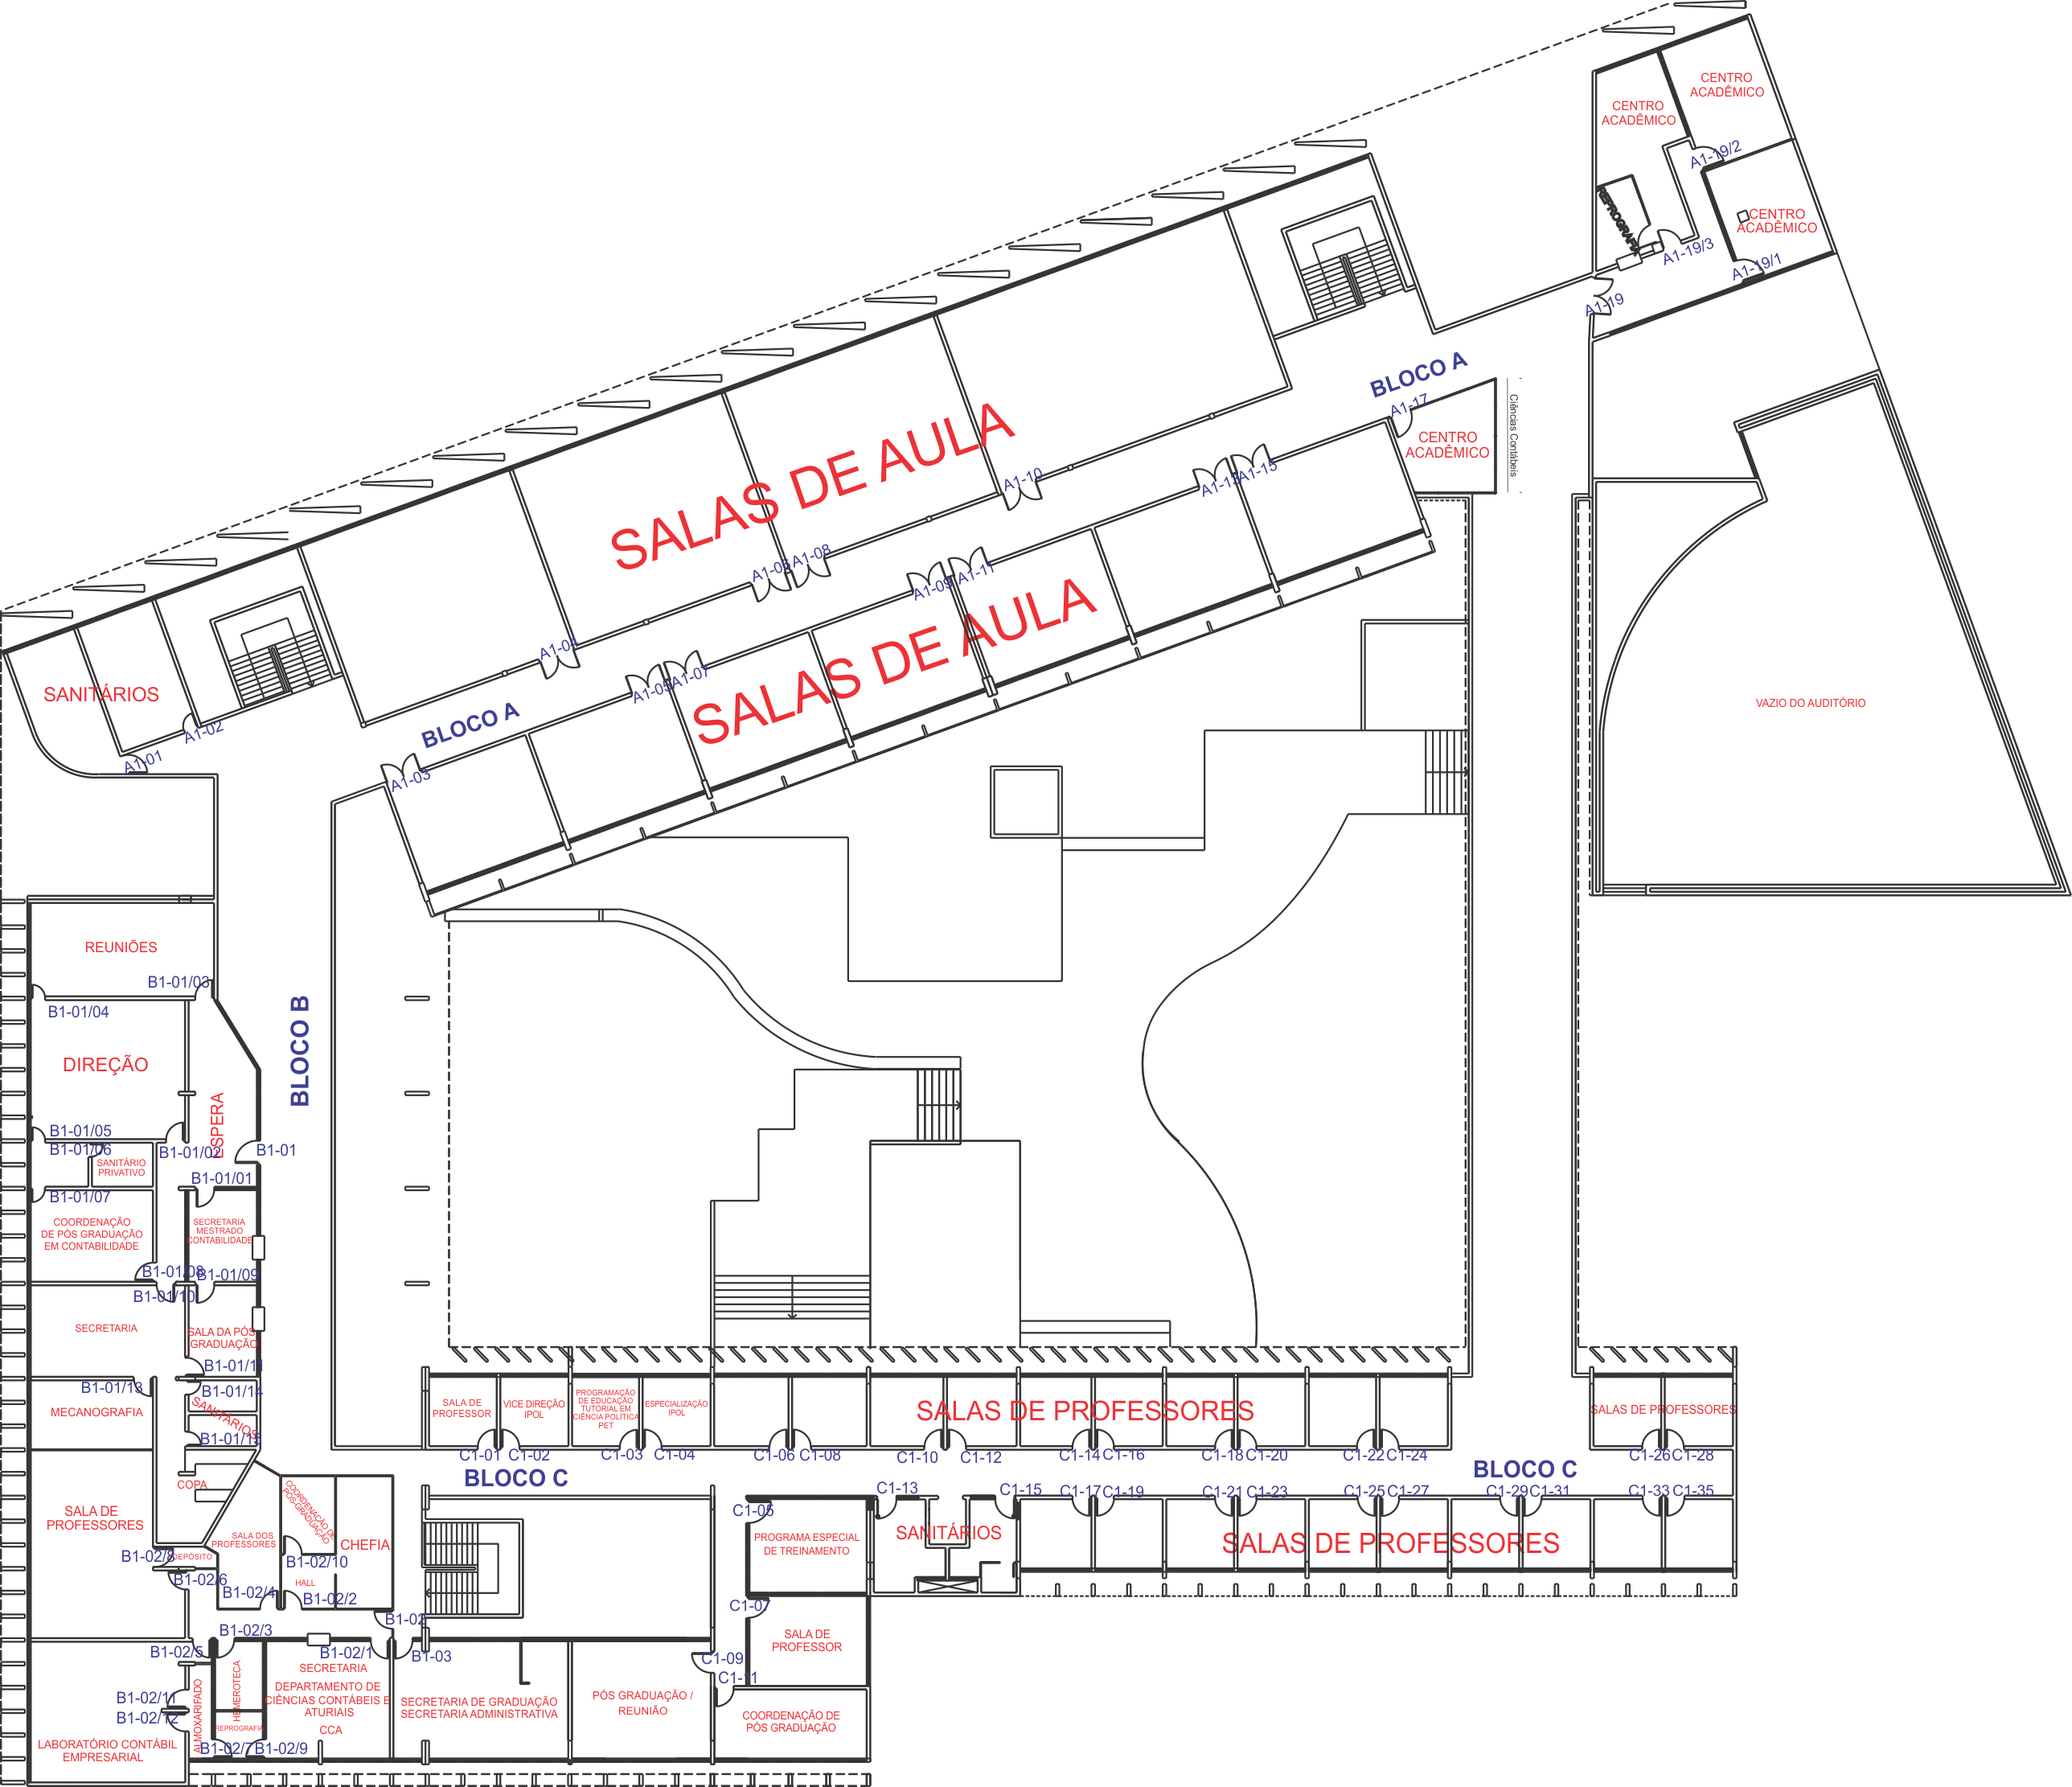 CENTRO
ACADÊMICO
CENTRO
ACADÊMICO
A1-19/2
REPROGRAFIA
CENTRO
ACADÊMICO
A1-19/3
A1-19/1
A1-19
BLOCO A
A1-17
CENTRO
ACADÊMICO
Ciências Contábeis
SALAS DE AULA
A1-10
A1-13
A1-15
A1-06
A1-08
A1-09
A1-11
SALAS DE AULA
A1-04
A1-05
A1-07
SANITÁRIOS
A1-02
A1-01
BLOCO A
A1-03
VAZIO DO AUDITÓRIO
REUNIÕES
B1-01/03
B1-01/04
BLOCO B
DIREÇÃO
ESPERA
B1-01/05
B1-01/06
B1-01/02
B1-01
SANITÁRIO
PRIVATIVO
B1-01/01
B1-01/07
COORDENAÇÃO
DE PÓS GRADUAÇÃO
EM CONTABILIDADE
SECRETARIA
MESTRADO
CONTABILIDADE
B1-01/08
B1-01/09
B1-01/10
SECRETARIA
SALA DA PÓS
GRADUAÇÃO
B1-01/11
B1-01/13
B1-01/14
MECANOGRAFIA
SANITÁRIOS
B1-01/15
COPA
SALA DE
PROFESSORES
SALA DOS
PROFESSORES
COORDENAÇÃO DE
PÓS-GRADUAÇÃO
CHEFIA
B1-02/8
DEPÓSITO
B1-02/10
B1-02/6
HALL
B1-02/4
B1-02/2
B1-02
B1-02/3
B1-02/5
B1-02/1
B1-03
HEMEROTECA
ALMOXARIFADO
SECRETARIA
DEPARTAMENTO DE
CIÊNCIAS CONTÁBEIS E
ATURIAIS
CCA
B1-02/11
B1-02/12
REPROGRAFIA
B1-02/7
B1-02/9
LABORATÓRIO CONTÁBIL
EMPRESARIAL
SECRETARIA DE GRADUAÇÃO
SECRETARIA ADMINISTRATIVA
PÓS GRADUAÇÃO /
REUNIÃO
SALA DE
PROFESSOR
VICE DIREÇÃO
IPOL
PROGRAMAÇÃO
DE EDUCAÇÃO
TUTORIAL EM
CIÊNCIA POLÍTICA
PET
ESPECIALIZAÇÃO
IPOL
SALAS DE PROFESSORES
SALAS DE PROFESSORES
C1-01
C1-02
C1-03
C1-04
C1-06
C1-08
C1-10
C1-12
C1-14
C1-16
C1-18
C1-20
C1-22
C1-24
C1-26
C1-28
BLOCO C
BLOCO C
C1-05
C1-13
C1-15
C1-17
C1-19
C1-21
C1-23
C1-25
C1-27
C1-29
C1-31
C1-33
C1-35
PROGRAMA ESPECIAL
DE TREINAMENTO
SANITÁRIOS
SALAS DE PROFESSORES
C1-07
SALA DE
PROFESSOR
C1-09
C1-11
COORDENAÇÃO DE
PÓS GRADUAÇÃO